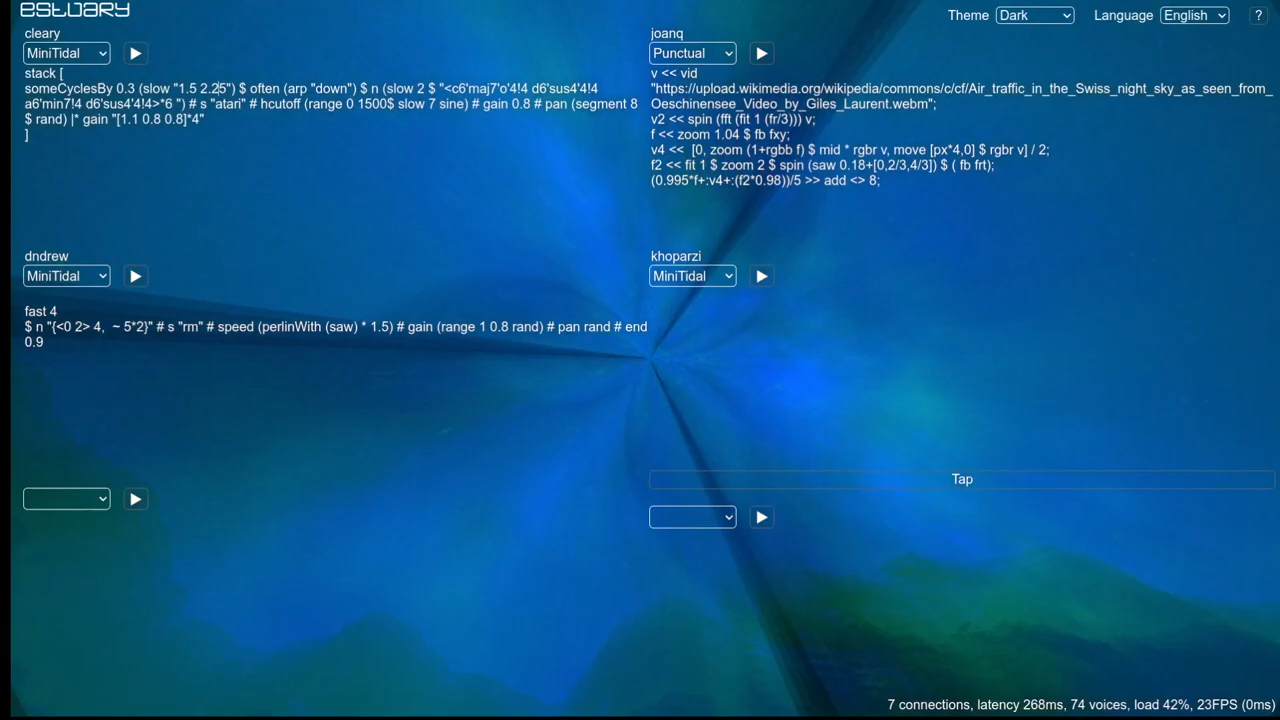 estuary
Theme Dark Language English ?
cleary
MiniTidal
stack [
someCyclesBy 0.3 (slow "1.5 2.25") $ often (arp "down") $ n (slow 2 $ "<c6'maj7'o'4!4 d6'sus4'4!4
a6'min7!4 d6'sus4'4!4>*6 ") # s "atari" # hcutoff (range 0 1500$ slow 7 sine) # gain 0.8 # pan (segment 8
$ rand) |* gain "[1.1 0.8 0.8]*4"
]
joanq
Punctual
v << vid
"https://upload.wikimedia.org/wikipedia/commons/c/cf/Air_traffic_in_the_Swiss_night_sky_as_seen_from_
Oeschinensee_Video_by_Giles_Laurent.webm";
v2 << spin (fft (fit 1 (fr/3))) v;
f << zoom 1.04 $ fb fxy;
v4 <<  [0, zoom (1+rgbb f) $ mid * rgbr v, move [px*4,0] $ rgbr v] / 2;
f2 << fit 1 $ zoom 2 $ spin (saw 0.18+[0,2/3,4/3]) $ ( fb frt);
(0.995*f+:v4+:(f2*0.98))/5 >> add <> 8;
dndrew
MiniTidal
fast 4
$ n "{<0 2> 4,  ~ 5*2}" # s "rm" # speed (perlinWith (saw) * 1.5) # gain (range 1 0.8 rand) # pan rand # end
0.9
khoparzi
MiniTidal
Tap
7 connections, latency 268ms, 74 voices, load 42%, 23FPS (0ms)